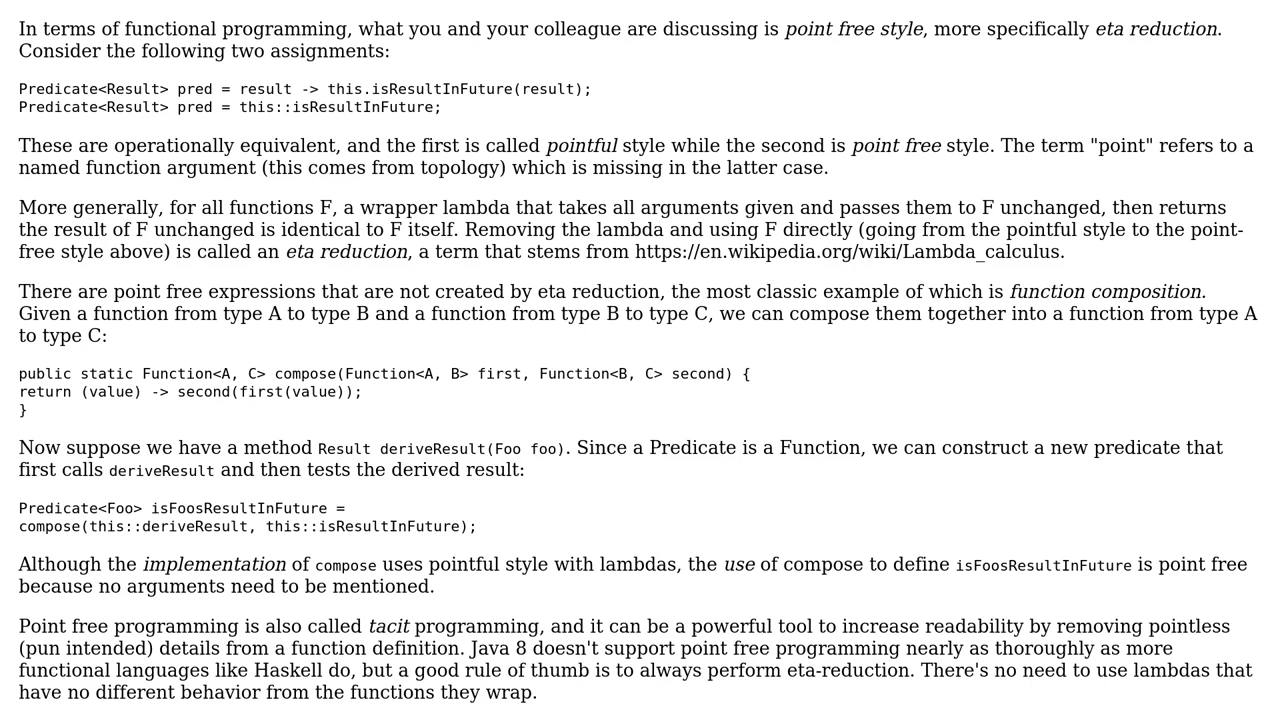 In terms of functional programming, what you and your colleague are discussing is point free style, more specifically eta reduction.
Consider the following two assignments:
Predicate<Result> pred = result -> this.isResultInFuture(result);
Predicate<Result> pred = this::isResultInFuture;
These are operationally equivalent, and the first is called pointful style while the second is point free style. The term "point" refers to a
named function argument (this comes from topology) which is missing in the latter case.
More generally, for all functions F, a wrapper lambda that takes all arguments given and passes them to F unchanged, then returns
the result of F unchanged is identical to F itself. Removing the lambda and using F directly (going from the pointful style to the point-
free style above) is called an eta reduction, a term that stems from https://en.wikipedia.org/wiki/Lambda_calculus.
There are point free expressions that are not created by eta reduction, the most classic example of which is function composition.
Given a function from type A to type B and a function from type B to type C, we can compose them together into a function from type A
to type C:
public static Function<A, C> compose(Function<A, B> first, Function<B, C> second) {
return (value) -> second(first(value));
}
Now suppose we have a method Result deriveResult(Foo foo). Since a Predicate is a Function, we can construct a new predicate that
first calls deriveResult and then tests the derived result:
Predicate<Foo> isFoosResultInFuture =
compose(this::deriveResult, this::isResultInFuture);
Although the implementation of compose uses pointful style with lambdas, the use of compose to define isFoosResultInFuture is point free
because no arguments need to be mentioned.
Point free programming is also called tacit programming, and it can be a powerful tool to increase readability by removing pointless
(pun intended) details from a function definition. Java 8 doesn't support point free programming nearly as thoroughly as more
functional languages like Haskell do, but a good rule of thumb is to always perform eta-reduction. There's no need to use lambdas that
have no different behavior from the functions they wrap.